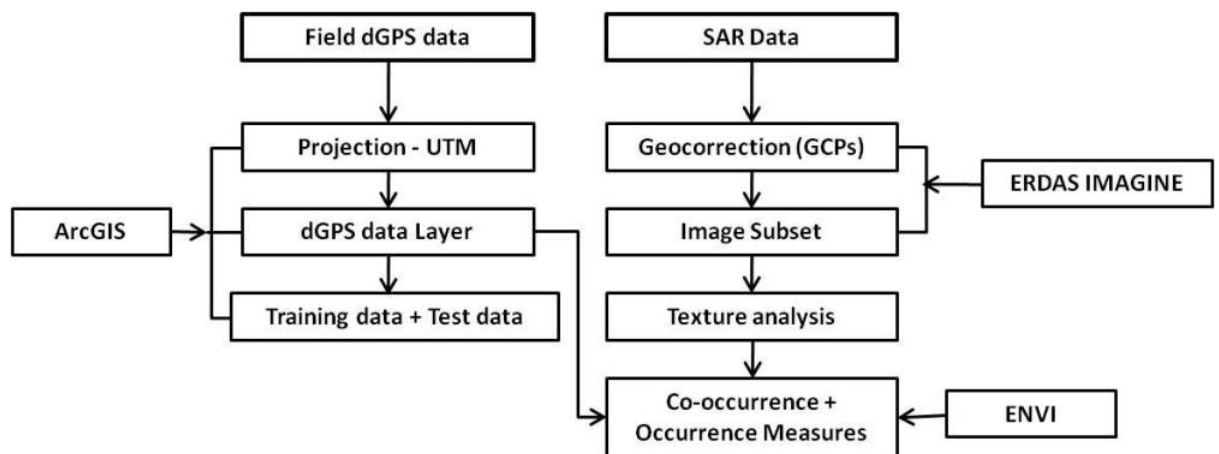 Field dGPS data
SAR Data
Projection - UTM
Geocorrection (GCPs)
ERDAS IMAGINE
ArcGIS
dGPS data Layer
Image Subset
Training data + Test data
Texture analysis
Co-occurrence +
Occurrence Measures
ENVI